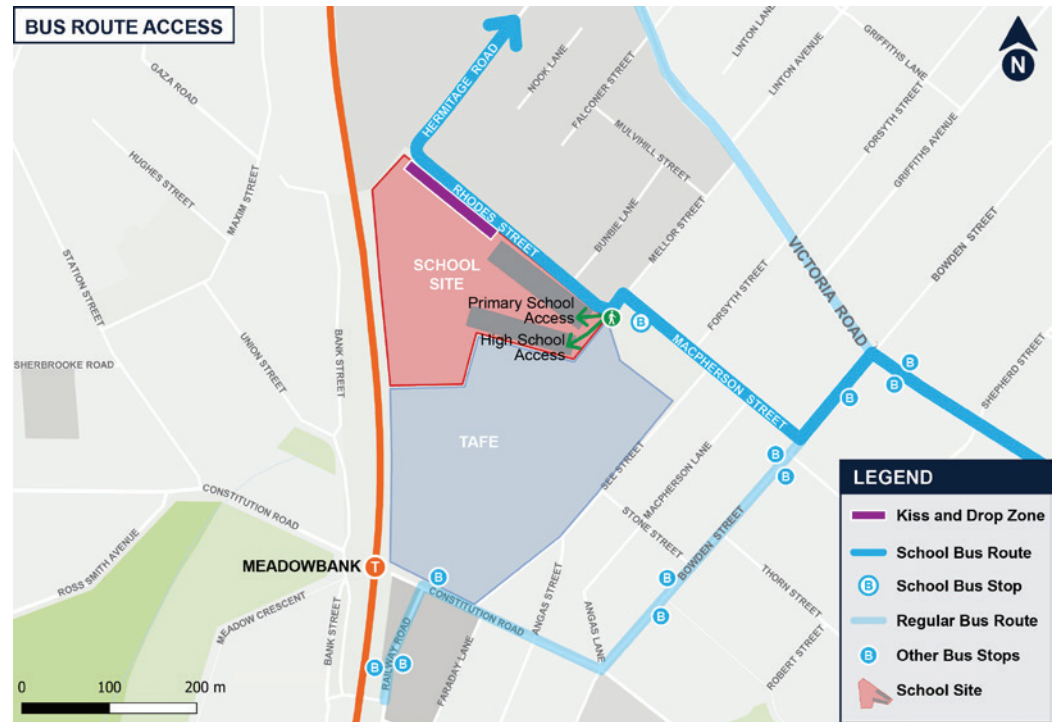 BUS ROUTE ACCESS
N
GAZA ROAD
HUGHES STREET
MAXIM STREET
STATION STREET
UNION STREET
BANK STREET
SHERBROOKE ROAD
HERMITAGE ROAD
NOOK LANE
FALCONER STREET
MULVIHILL STREET
LINTON LANE
LINTON AVENUE
GRIFFITHS LANE
FORSYTH STREET
GRIFFITHS AVENUE
RHODES STREET
BUNBIE LANE
MELLOR STREET
FORSYTH STREET
VICTORIA ROAD
BOWDEN STREET
SCHOOL
SITE
Primary School
Access
High School
Access
B
MACPHERSON STREET
B
B
B
SHEPHERD STREET
TAFE
SEE STREET
MACPHERSON LANE
STONE STREET
B
B
BOWDEN STREET
THORN STREET
ROBERT STREET
CONSTITUTION ROAD
ROSS SMITH AVENUE
MEADOW CRESCENT
BANK STREET
MEADOWBANK
T
B
CONSTITUTION ROAD
ANGAS STREET
ANGAS LANE
B
B
RAILWAY ROAD
B
B
FARADAY LANE
0 100 200 m
LEGEND
Kiss and Drop Zone
School Bus Route
B School Bus Stop
Regular Bus Route
B Other Bus Stops
School Site